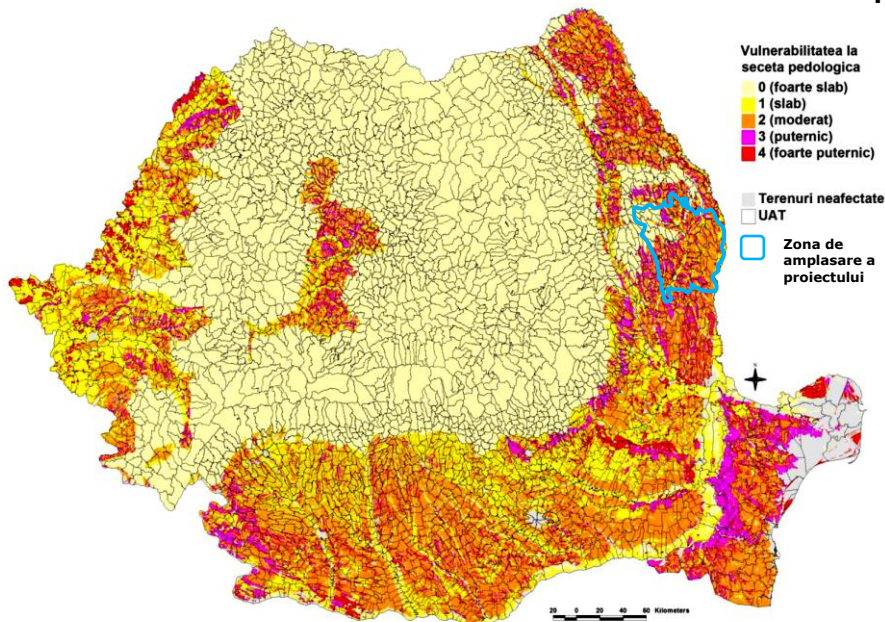 Vulnerabilitatea la
seceta pedologica
0 (foarte slab)
1 (slab)
2 (moderat)
3 (puternic)
4 (foarte puternic)
Terenuri neafectate
UAT
Zona de
amplasare a
proiectului
N
20 0 20 40 60 Kilometers